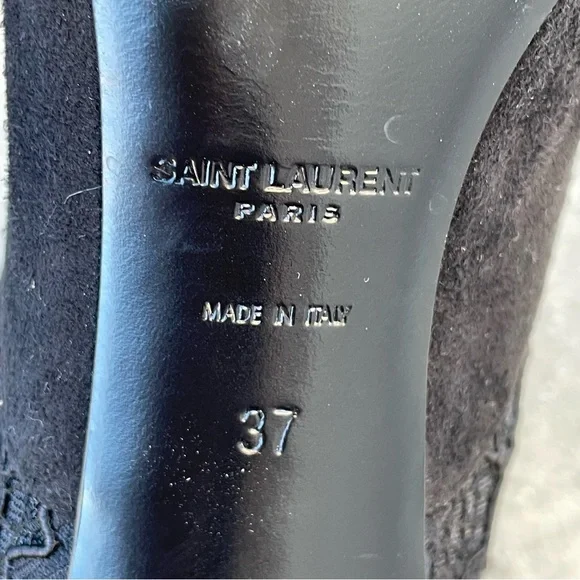 SAINT LAURENT
PARIS
MADE IN ITALY
37